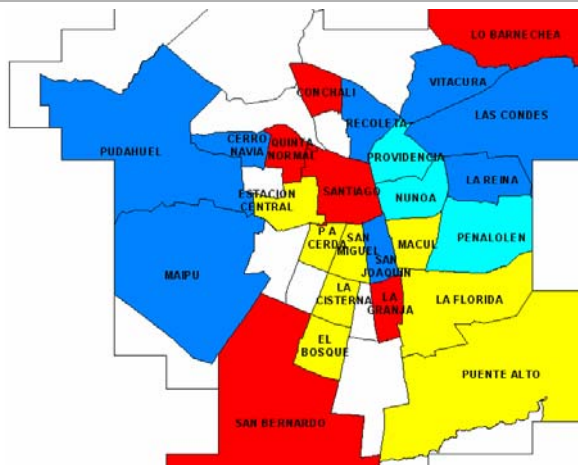 LO BARNECHEA
VITACURA
CONCHALI
LAS CONDES
RECOLETA
CERRO
NAVIA
QUINTA
NORMAL
PUDAHUEL
PROVIDENCIA
LA REINA
ESTACIÓN
CENTRAL
SANTIAGO
NUNOA
P A
CERDA
SAN
MIGUEL
MACUL
PENALOLEN
SAN
JOAQUIN
MAIPU
LA
CISTERNA
LA
GRANJA
LA FLORIDA
EL
BOSQUE
PUENTE ALTO
SAN BERNARDO